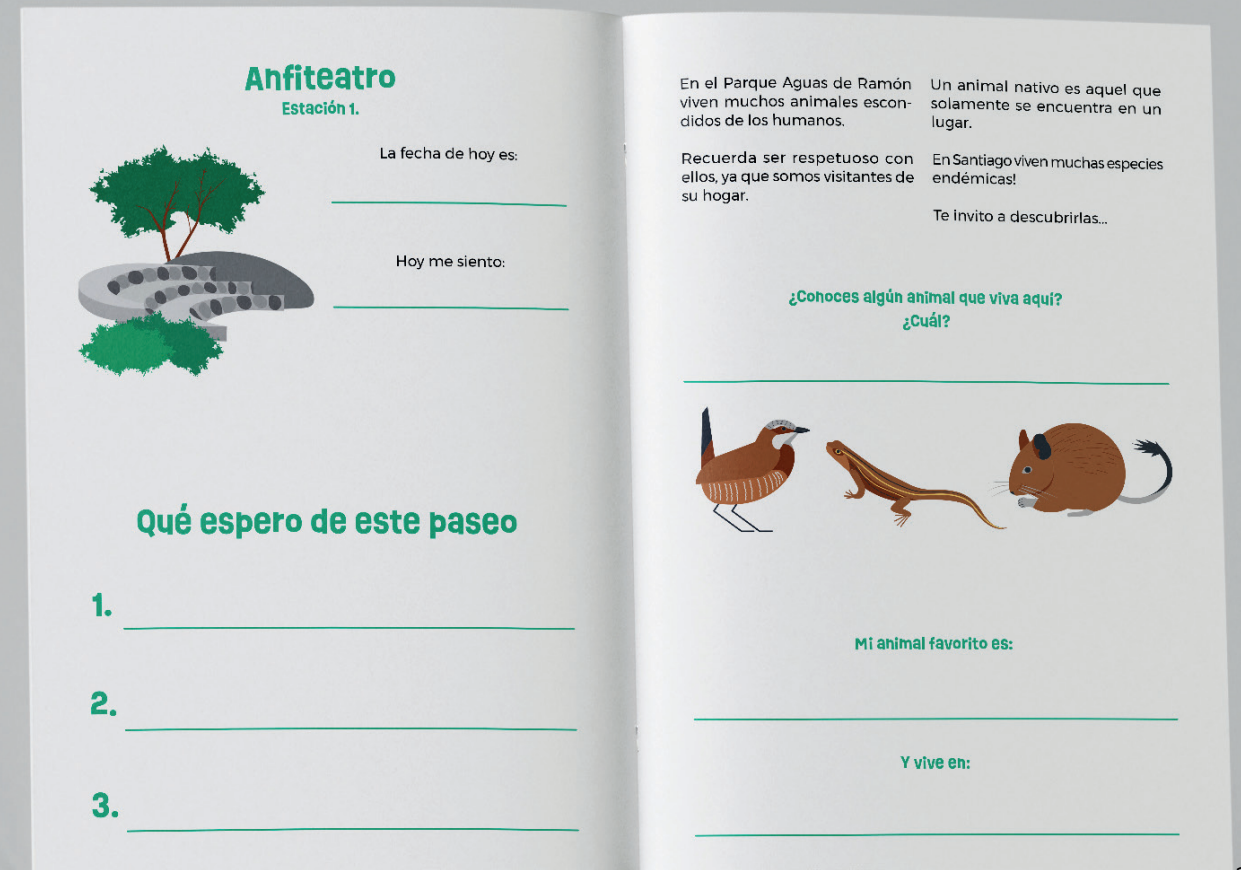 Anfiteatro
Estación 1.
La fecha de hoy es:
Hoy me siento:
Qué espero de este paseo
1.
2.
3.
En el Parque Aguas de Ramón
viven muchos animales escon-
didos de los humanos.
Recuerda ser respetuoso con
ellos, ya que somos visitantes de
su hogar.
Un animal nativo es aquel que
solamente se encuentra en un
lugar.
En Santiago viven muchas especies
endémicas!
Te invito a descubrirlas...
¿Conoces algún animal que viva aquí?
¿Cuál?
Mi animal favorito es:
Y vive en: